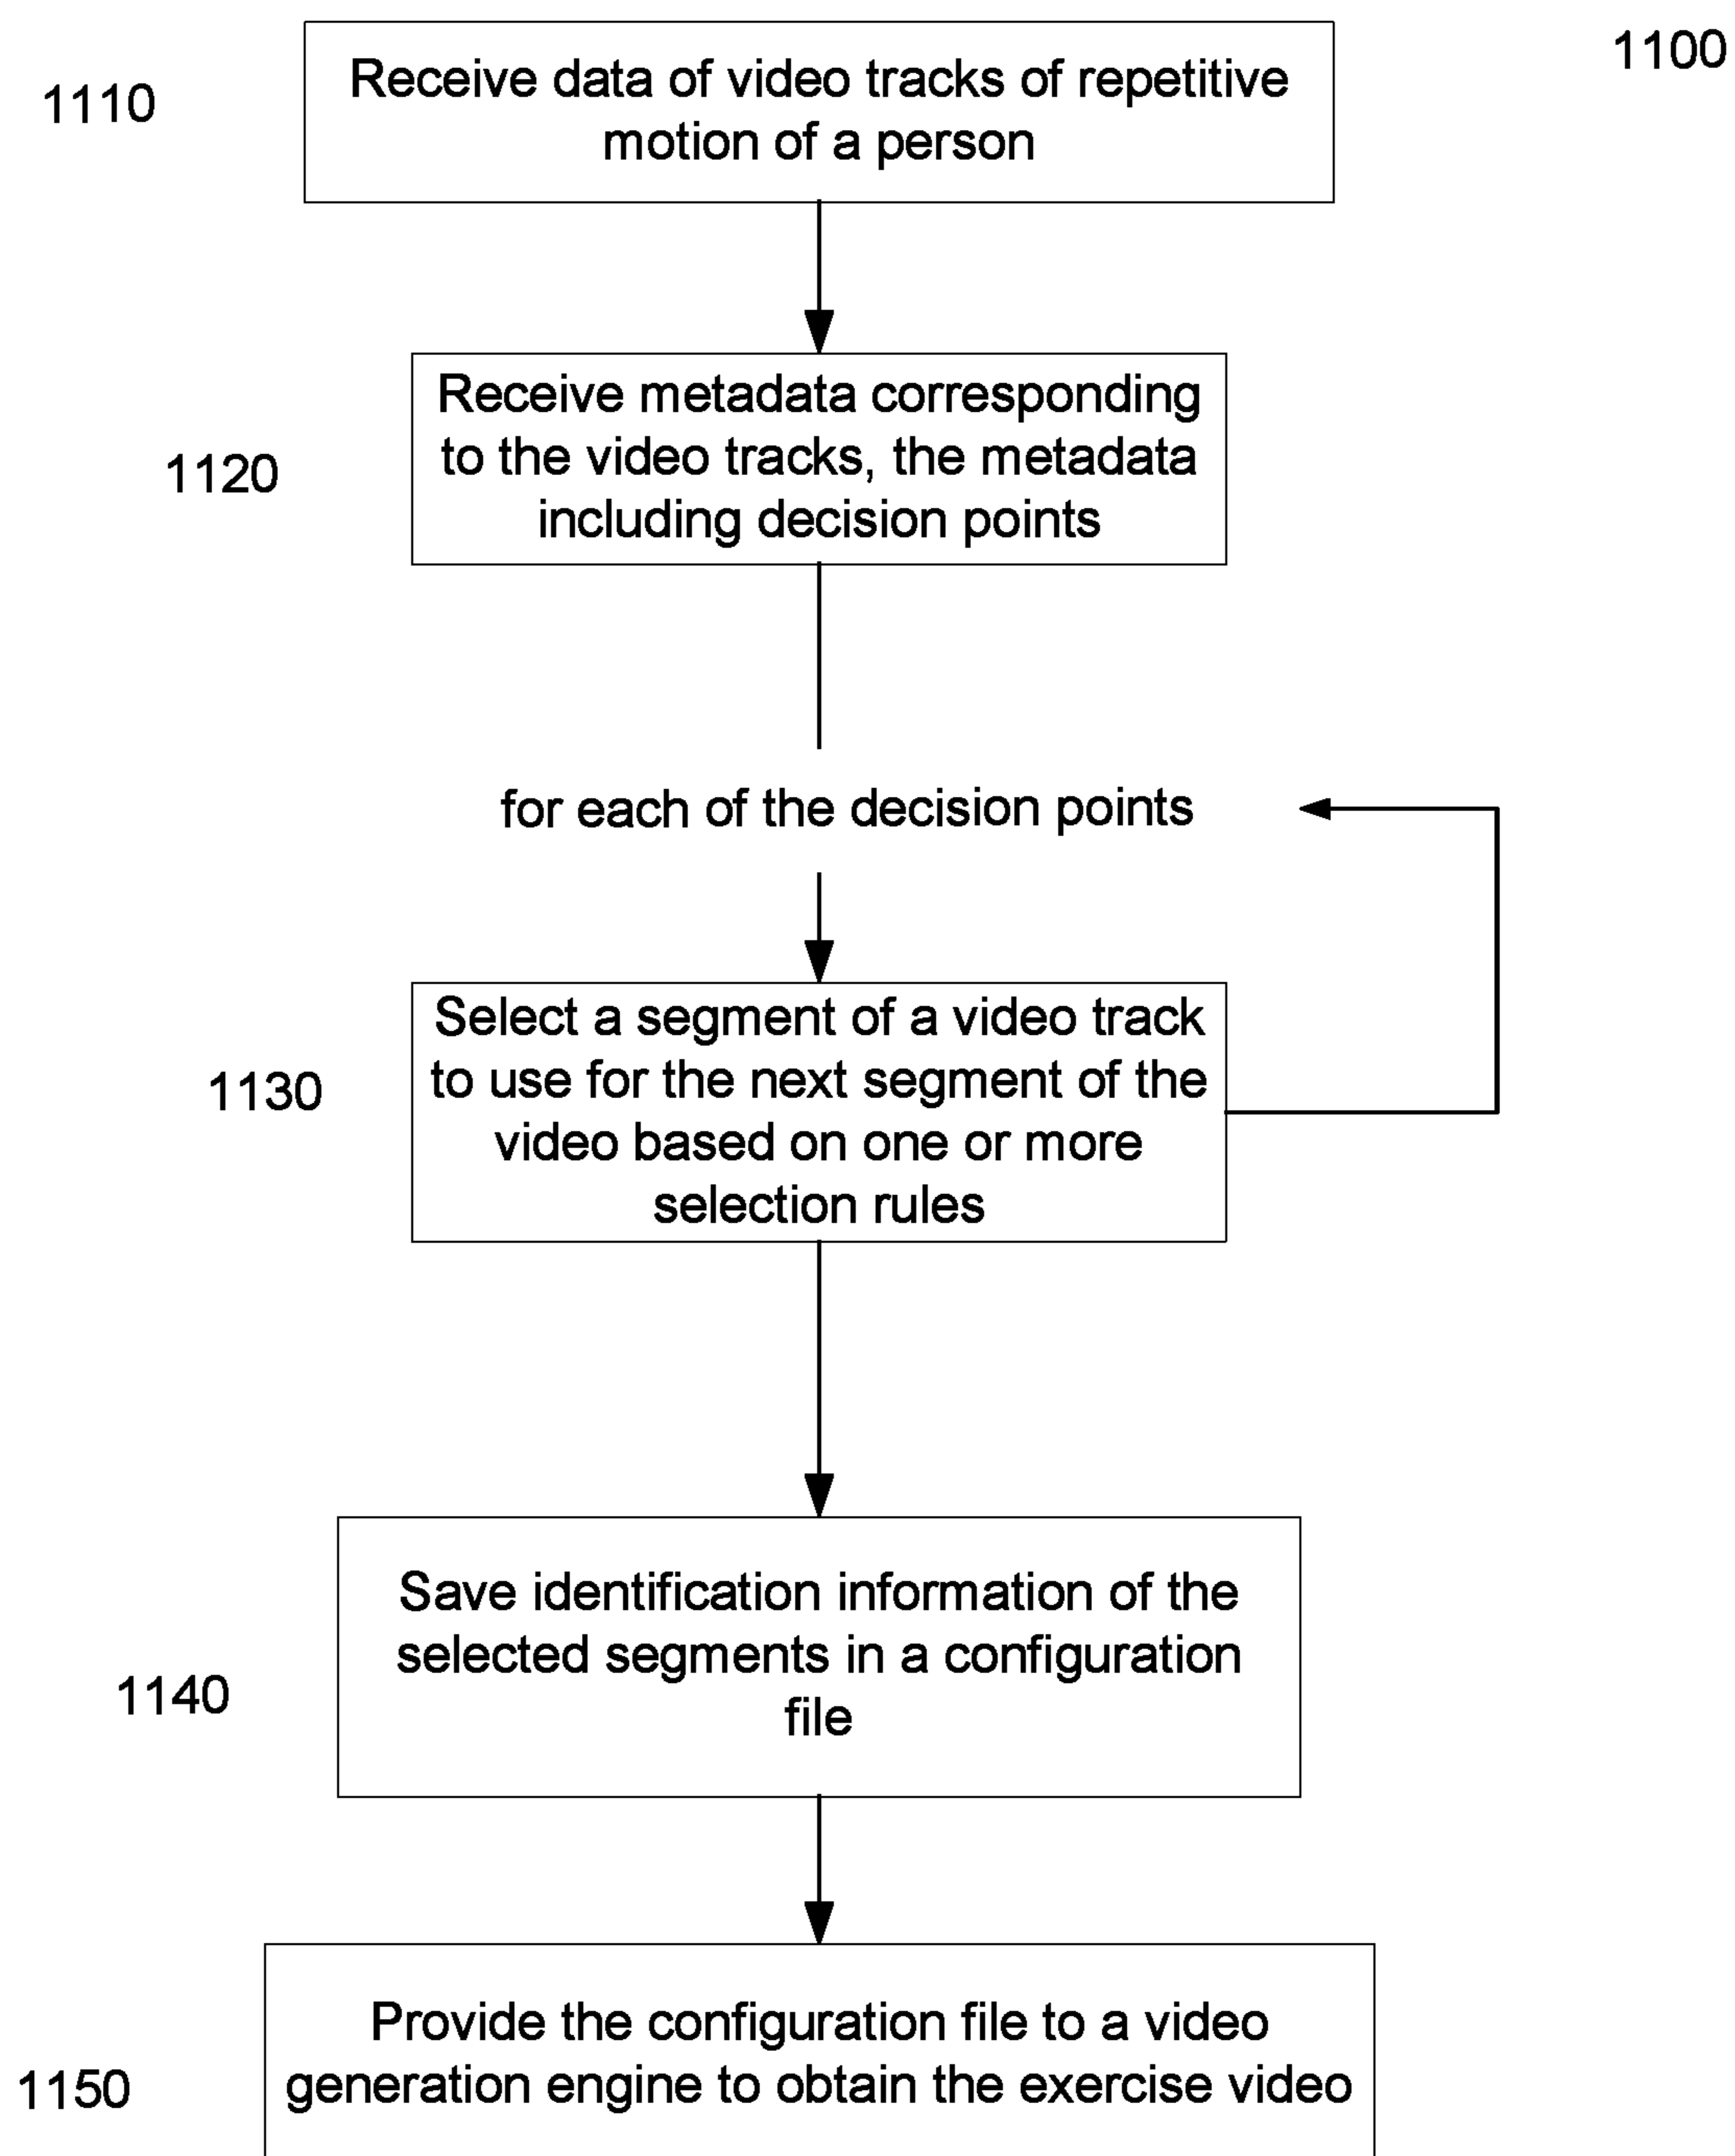 1100
1110
Receive data of video tracks of repetitive
motion of a person
1120
Receive metadata corresponding
to the video tracks, the metadata
including decision points
for each of the decision points
1130
Select a segment of a video track
to use for the next segment of the
video based on one or more
selection rules
1140
Save identification information of the
selected segments in a configuration
file
1150
Provide the configuration file to a video
generation engine to obtain the exercise video